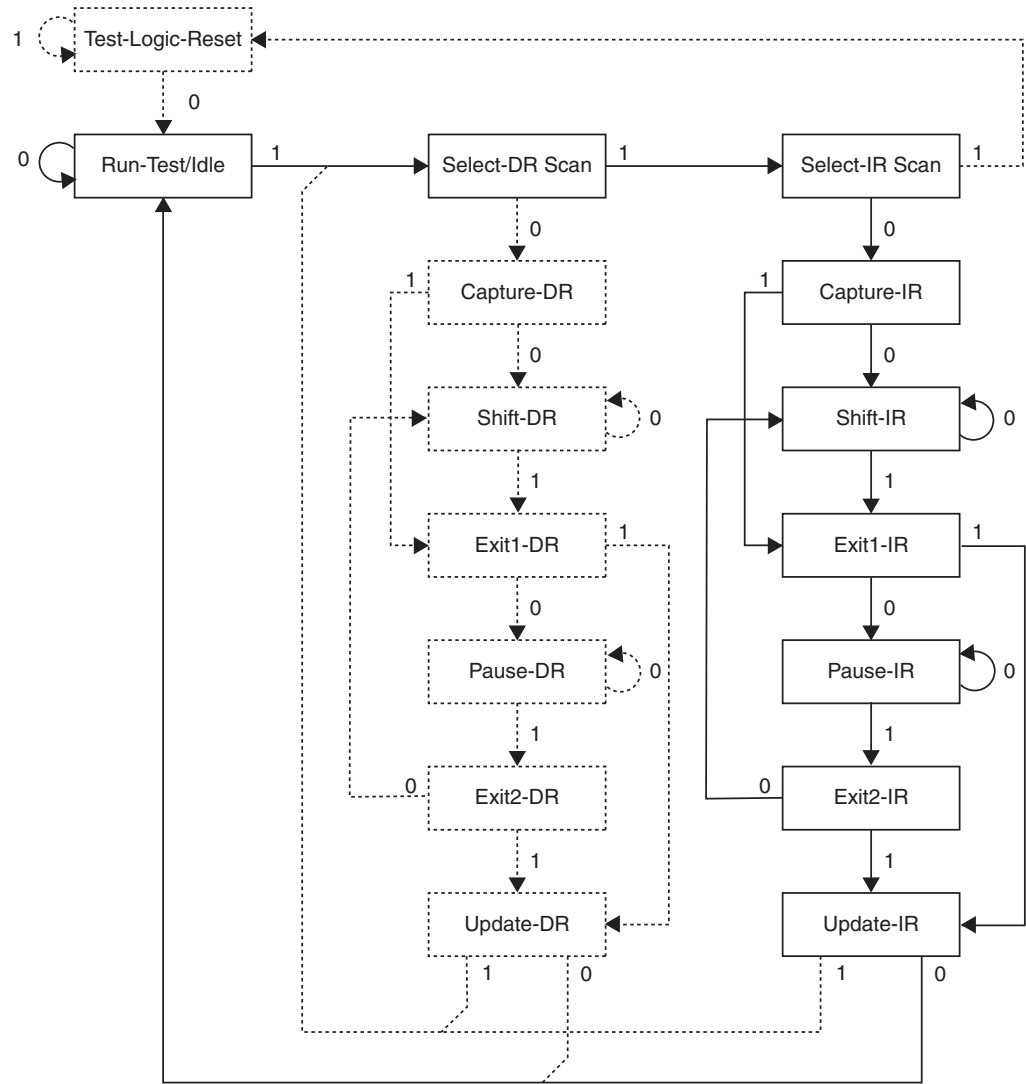 1
Test-Logic-Reset
0
0
Run-Test/Idle
1
Select-DR Scan
1
Select-IR Scan
1
0
0
1
Capture-DR
1
Capture-IR
0
0
Shift-DR
0
Shift-IR
0
1
1
Exit1-DR
1
Exit1-IR
1
0
0
Pause-DR
0
Pause-IR
0
1
1
0
Exit2-DR
0
Exit2-IR
1
1
Update-DR
Update-IR
1
0
1
0